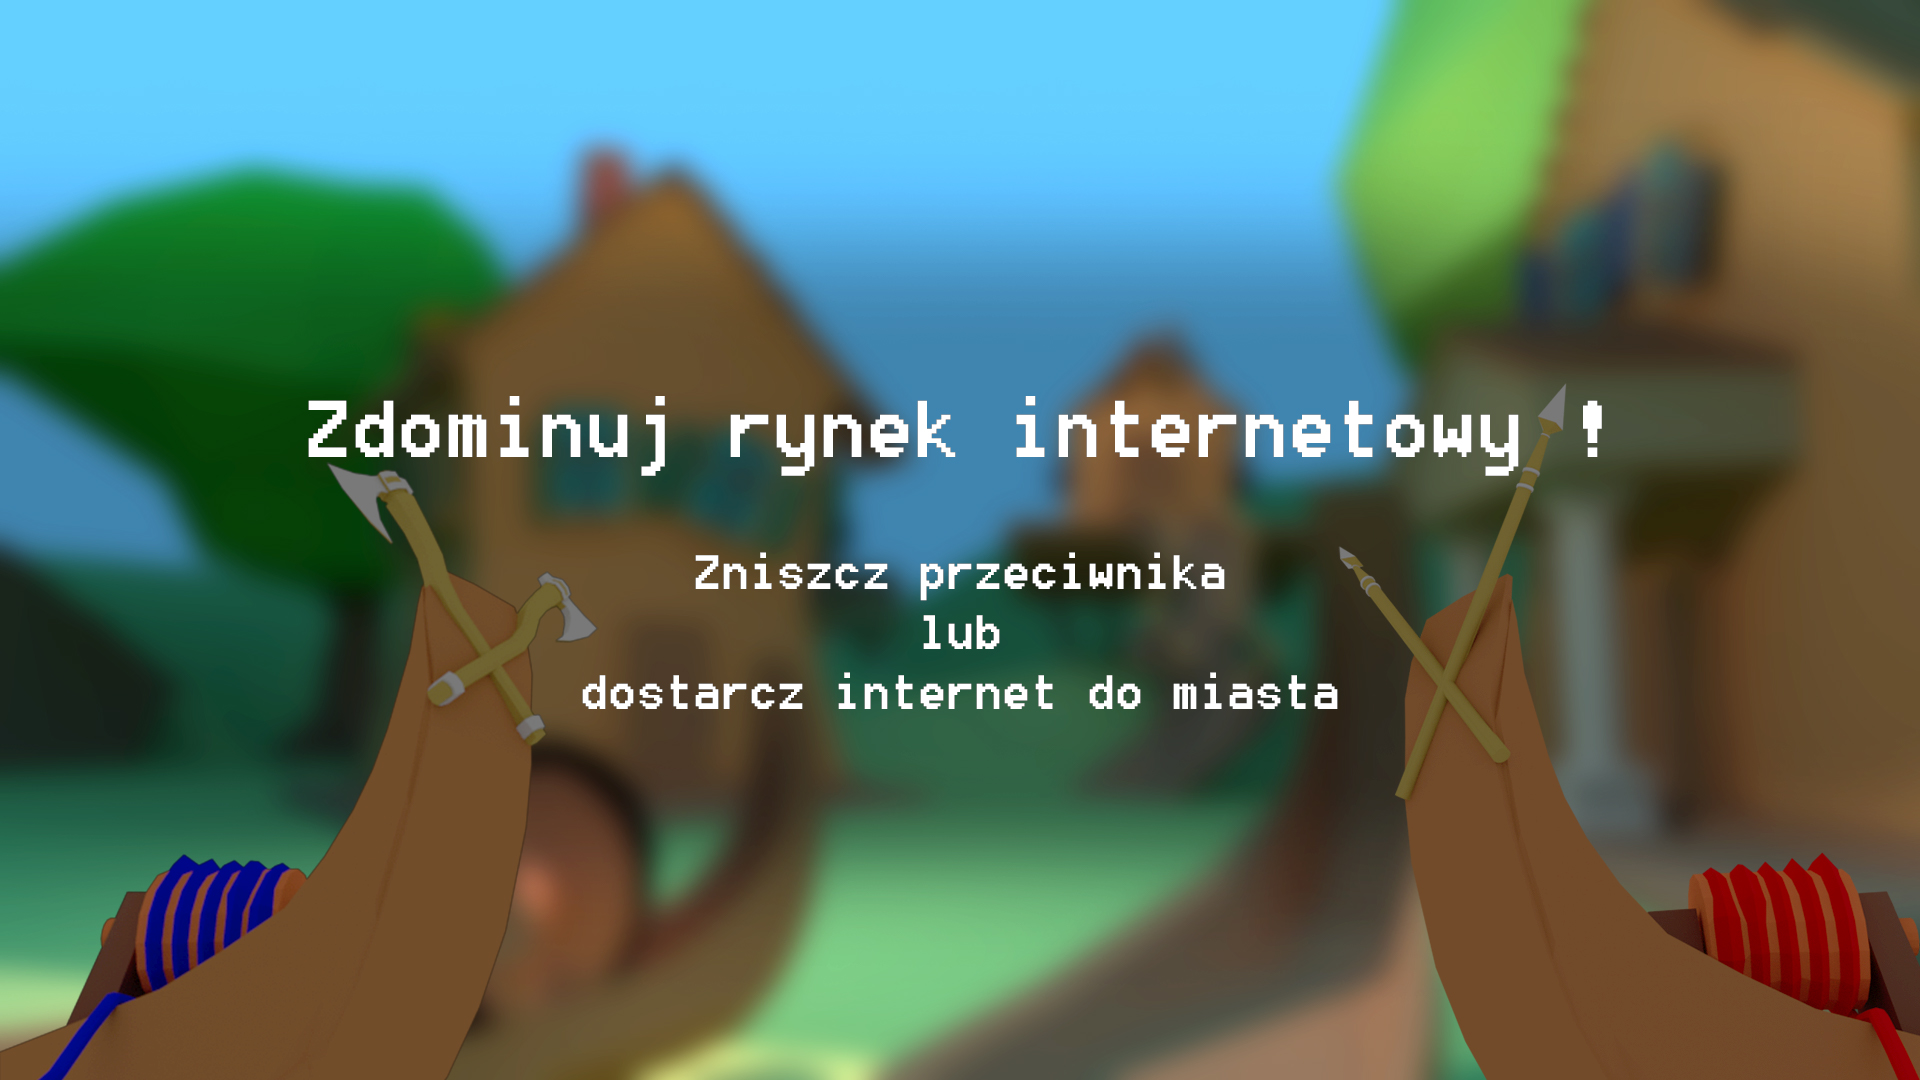 Zdominuj rynek internetowy !
Zniszcz przeciwnika
lub
dostarcz internet do miasta